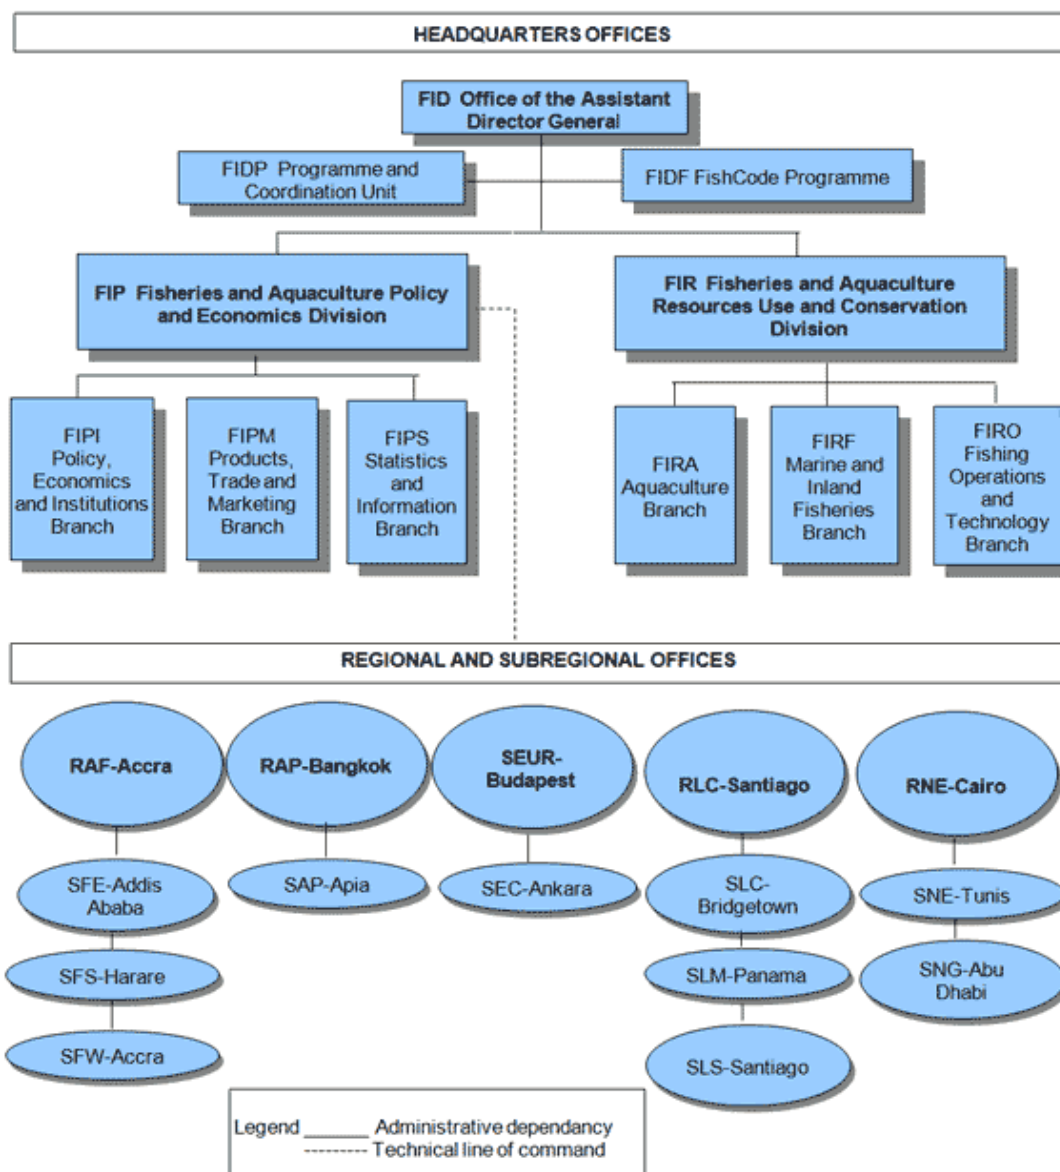 HEADQUARTERS OFFICES
FID Office of the Assistant
Director General
FIDP Programme and
Coordination Unit
FIDF FishCode Programme
FIP Fisheries and Aquaculture Policy
and Economics Division
FIR Fisheries and Aquaculture
Resources Use and Conservation
Division
FIPI
Policy,
Economics
and Institutions
Branch
FIPM
Products,
Trade and
Marketing
Branch
FIPS
Statistics
and
Information
Branch
FIRA
Aquaculture
Branch
FIRF
Marine and
Inland
Fisheries
Branch
FIRO
Fishing
Operations
and
Technology
Branch
REGIONAL AND SUBREGIONAL OFFICES
RAF-Accra
RAP-Bangkok
SEUR-
Budapest
RLC-Santiago
RNE-Cairo
SFE-Addis
Ababa
SAP-Apia
SEC-Ankara
SLC-
Bridgetown
SNE-Tunis
SFS-Harare
SLM-Panama
SNG-Abu
Dhabi
SFW-Accra
SLS-Santiago
Legend Administrative dependancy
Technical line of command